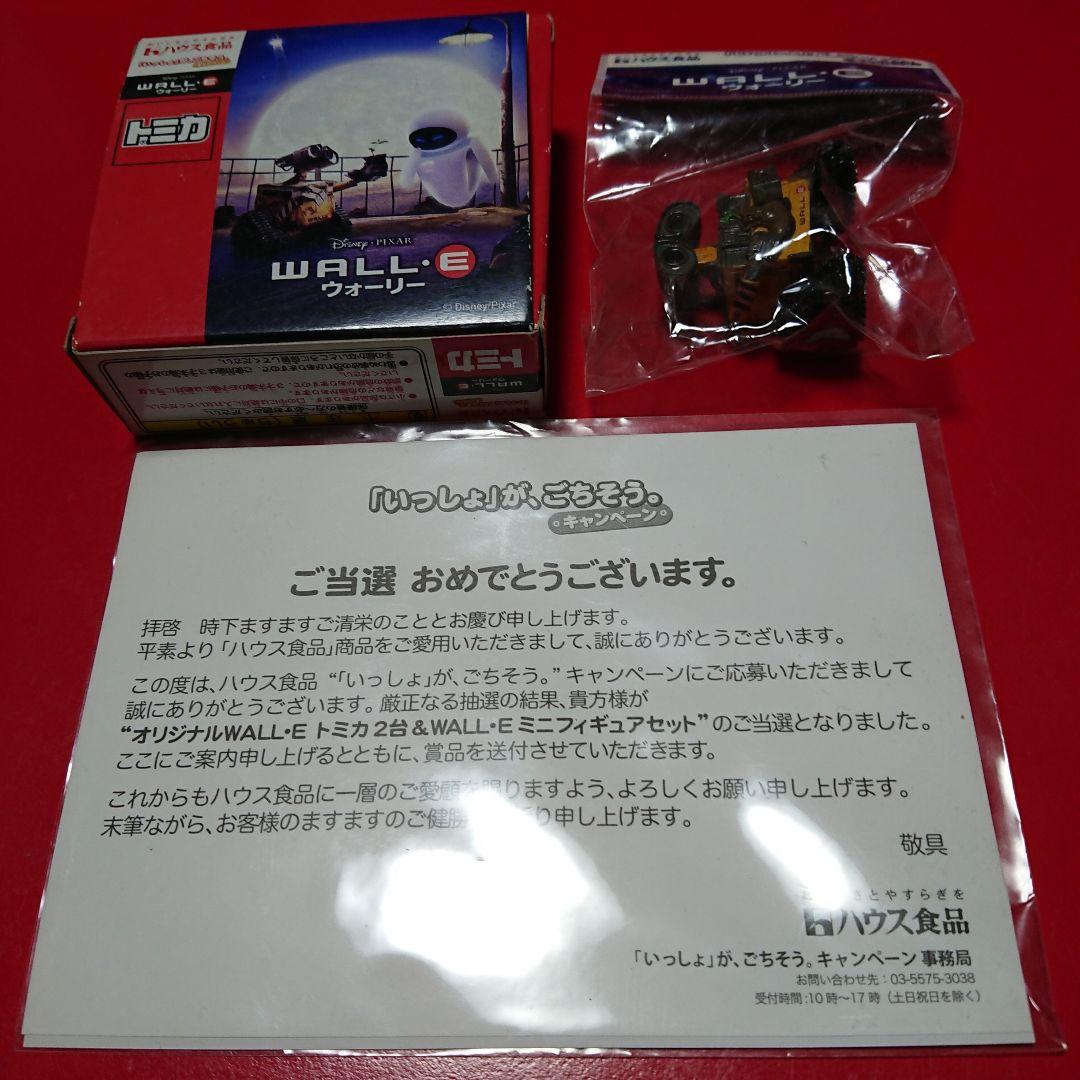 ハウス食品
Disney · PIXAR
WALL·E
ウォーリー
トミカ
WALL·E
Disney · PIXAR
WALL·E
ウォーリー
© Disney/Pixar
トミカ
WALL·E
ハウス食品
WALL·E
ウォーリー
WALL·E
「いっしょ」が、ごちそう。
・キャンペーン・
ご当選 おめでとうございます。
拝啓 時下ますますご清栄のこととお慶び申し上げます。
平素より「ハウス食品」商品をご愛用いただきまして、誠にありがとうございます。
この度は、ハウス食品 “「いっしょ」が、ごちそう。” キャンペーンにご応募いただきまして
誠にありがとうございます。厳正なる抽選の結果、貴方様が
“オリジナルWALL・E トミカ2台&WALL・E ミニフィギュアセット” のご当選となりました。
ここにご案内申し上げるとともに、賞品を送付させていただきます。
これからもハウス食品に一層のご愛顧を賜りますよう、よろしくお願い申し上げます。
末筆ながら、お客様のますますのご健勝 り申し上げます。
敬具
さとやすらぎを
ハウス食品
「いっしょ」が、ごちそう。キャンペーン 事務局
お問い合わせ先:03-5575-3038
受付時間:10時〜17時(土日祝日を除く)